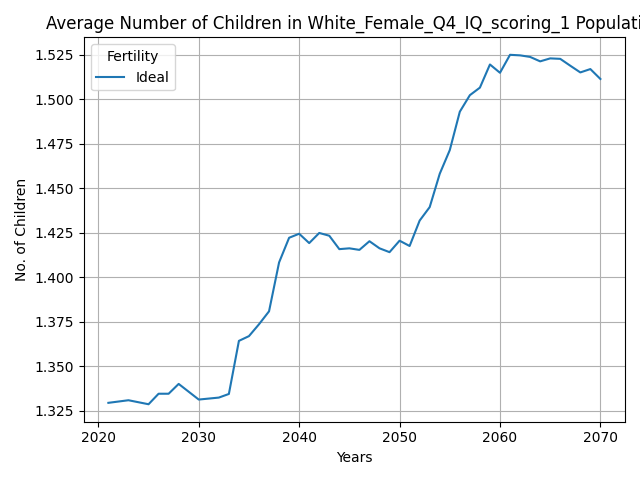 Average Number of Children in White_Female_Q4_IQ_scoring_1 Populati
Fertility
Ideal
No. of Children
1.525
1.500
1.475
1.450
1.425
1.400
1.375
1.350
1.325
2020 2030 2040 2050 2060 2070
Years